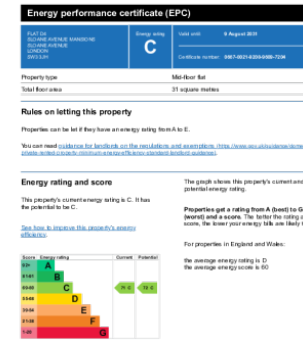 Energy performance certificate (EPC)
SLOANE AVENUE MANSIONS
SLOANE AVENUE
LONDON
Energy rating
C
Valid until:
9 August 2031
Certificate number:
Property type
Mid-floor flat
Total floor area
31 square metres
Rules on letting this property
Properties can be let if they have an energy rating from A to E.
You can read guidance for landlords on the regulations and exemptions
Energy rating and score
This property's current energy rating is C. It has
the potential to be C.
See how to improve this property's energy
efficiency.
The graph shows this property's current and
potential energy rating.
Properties get a rating from A (best) to G
(worst) and a score. The better the rating a
score, the lower your energy bills are likely t
For properties in England and Wales:
the average energy rating is D
the average energy score is 60
Score Energy rating Current Potential
92+ A
81-91 B
69-80 C
55-68 D
39-54 E
21-38 F
1-20 G